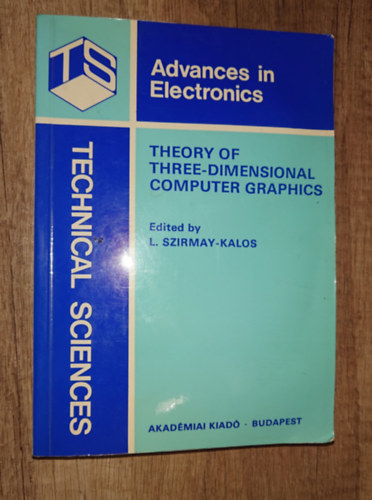 TS
Advances in
Electronics
TECHNICAL SCIENCES
THEORY OF
THREE-DIMENSIONAL
COMPUTER GRAPHICS
Edited by
L. SZIRMAY-KALOS
AKADÉMIAI KIADÓ · BUDAPEST